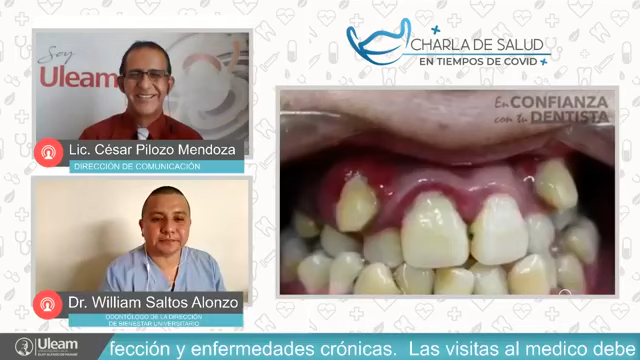 Soy
Uleam
Lic. César Pilozo Mendoza
DIRECCIÓN DE COMUNICACIÓN
Dr. William Saltos Alonzo
ODONTÓLOGO DE LA DIRECCIÓN
DE BIENESTAR UNIVERSITARIO
CHARLA DE SALUD
EN TIEMPOS DE COVID
En CONFIANZA
con tu DENTISTA
Uleam
fección y enfermedades crónicas. Las visitas al medico debe